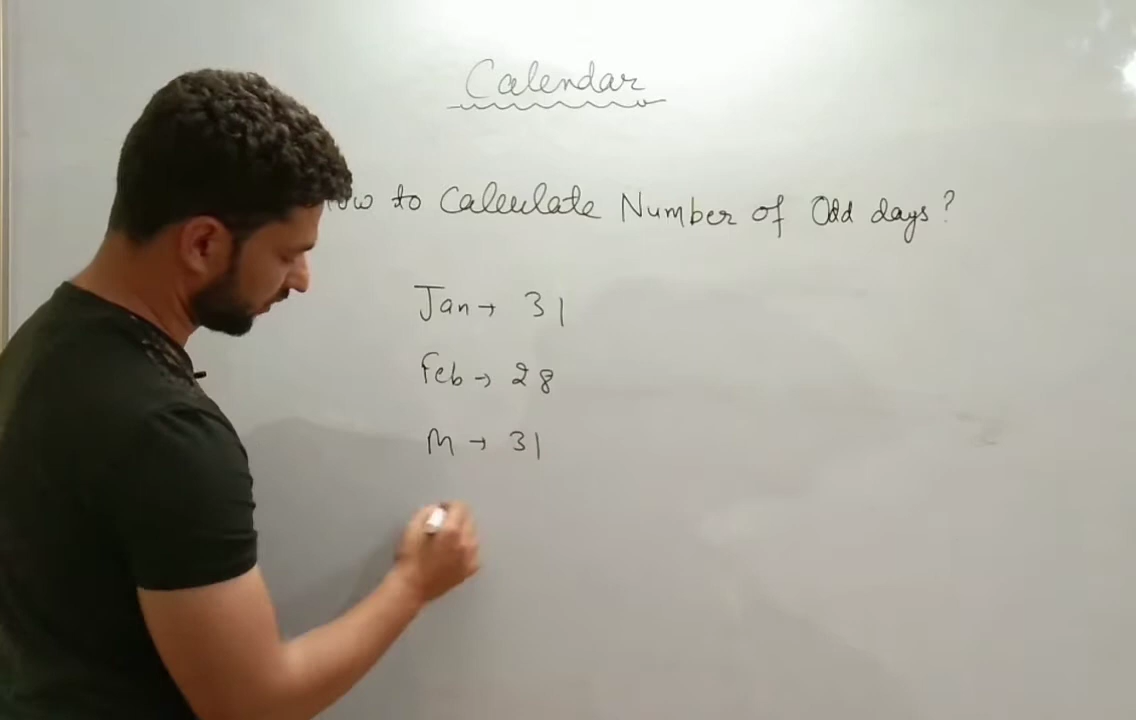 Calendar
to Calculate Number of Odd days ?
Jan → 31
Feb → 28
M → 31